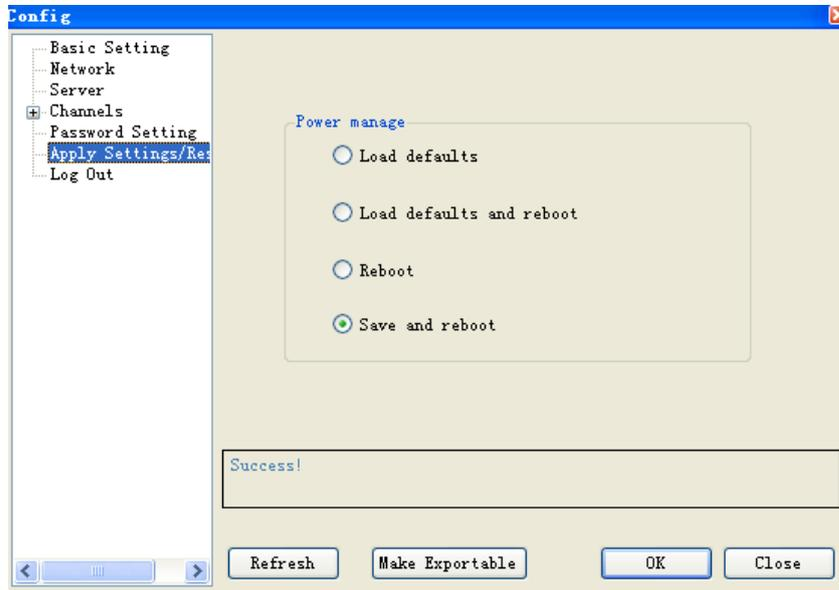 Config
Basic Setting
Network
Server
Channels
Password Setting
Apply Settings/Res
Log Out
Power manage
Load defaults
Load defaults and reboot
Reboot
Save and reboot
Success!
Refresh
Make Exportable
OK
Close